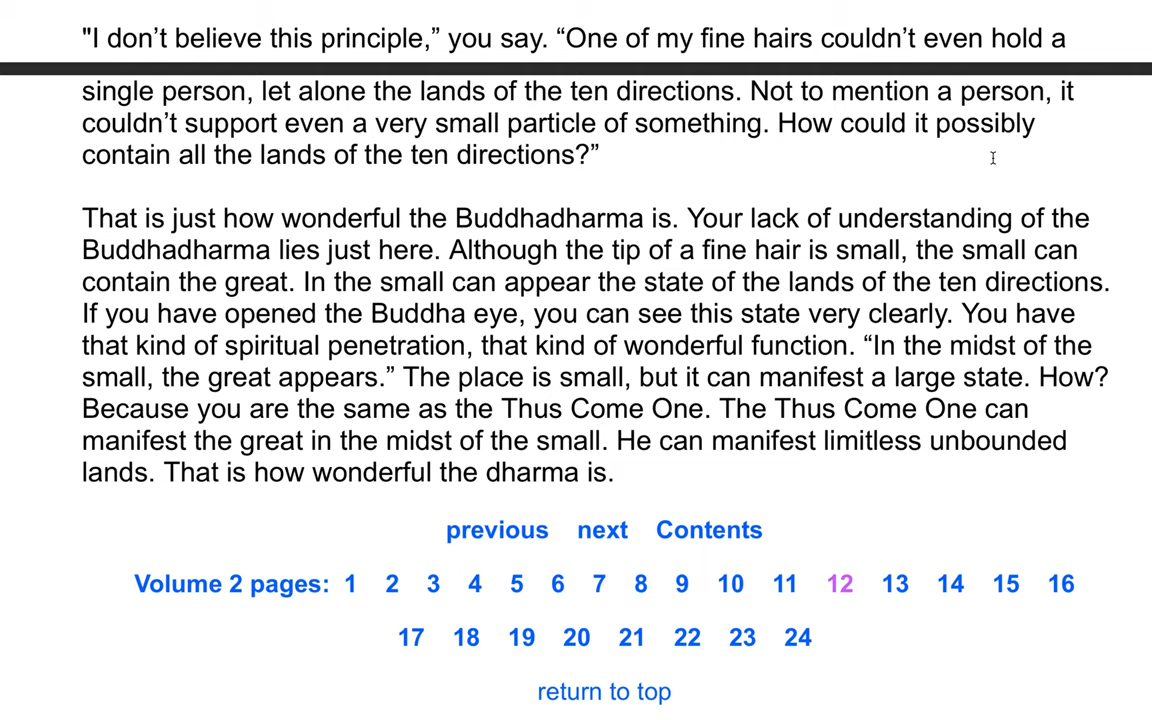 "I don’t believe this principle,” you say. “One of my fine hairs couldn’t even hold a
single person, let alone the lands of the ten directions. Not to mention a person, it
couldn’t support even a very small particle of something. How could it possibly
contain all the lands of the ten directions?”
That is just how wonderful the Buddhadharma is. Your lack of understanding of the
Buddhadharma lies just here. Although the tip of a fine hair is small, the small can
contain the great. In the small can appear the state of the lands of the ten directions.
If you have opened the Buddha eye, you can see this state very clearly. You have
that kind of spiritual penetration, that kind of wonderful function. “In the midst of the
small, the great appears.” The place is small, but it can manifest a large state. How?
Because you are the same as the Thus Come One. The Thus Come One can
manifest the great in the midst of the small. He can manifest limitless unbounded
lands. That is how wonderful the dharma is.
previous next Contents
Volume 2 pages: 1 2 3 4 5 6 7 8 9 10 11 12 13 14 15 16
17 18 19 20 21 22 23 24
return to top